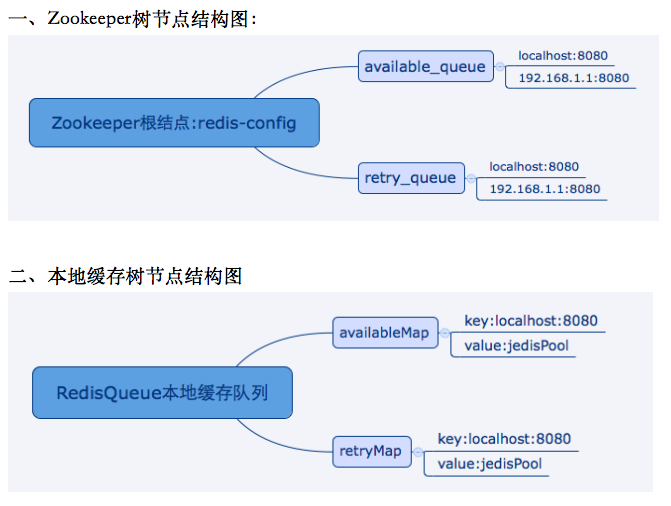 一、Zookeeper树节点结构图:
Zookeeper根结点:redis-config
available_queue
localhost:8080
192.168.1.1:8080
retry_queue
localhost:8080
192.168.1.1:8080
二、本地缓存树节点结构图
RedisQueue本地缓存队列
availableMap
key:localhost:8080
value:jedisPool
retryMap
key:localhost:8080
value:jedisPool